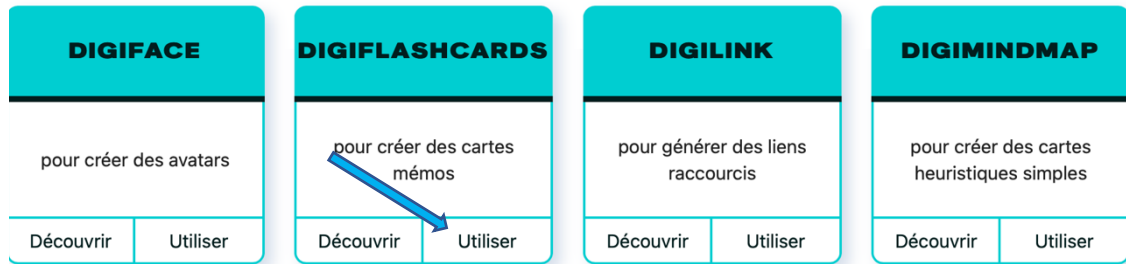 DIGIFACE
pour créer des avatars
Découvrir Utiliser
DIGIFLASHCARDS
pour créer des cartes
mémos
Découvrir Utiliser
DIGILINK
pour générer des liens
raccourcis
Découvrir Utiliser
DIGIMINDMAP
pour créer des cartes
heuristiques simples
Découvrir Utiliser